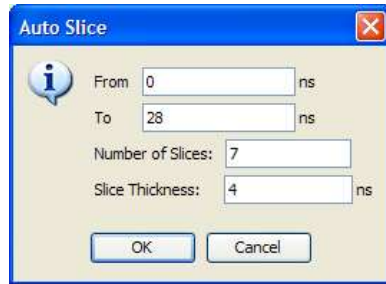 Auto Slice
From 0 ns
To 28 ns
Number of Slices: 7
Slice Thickness: 4 ns
OK Cancel